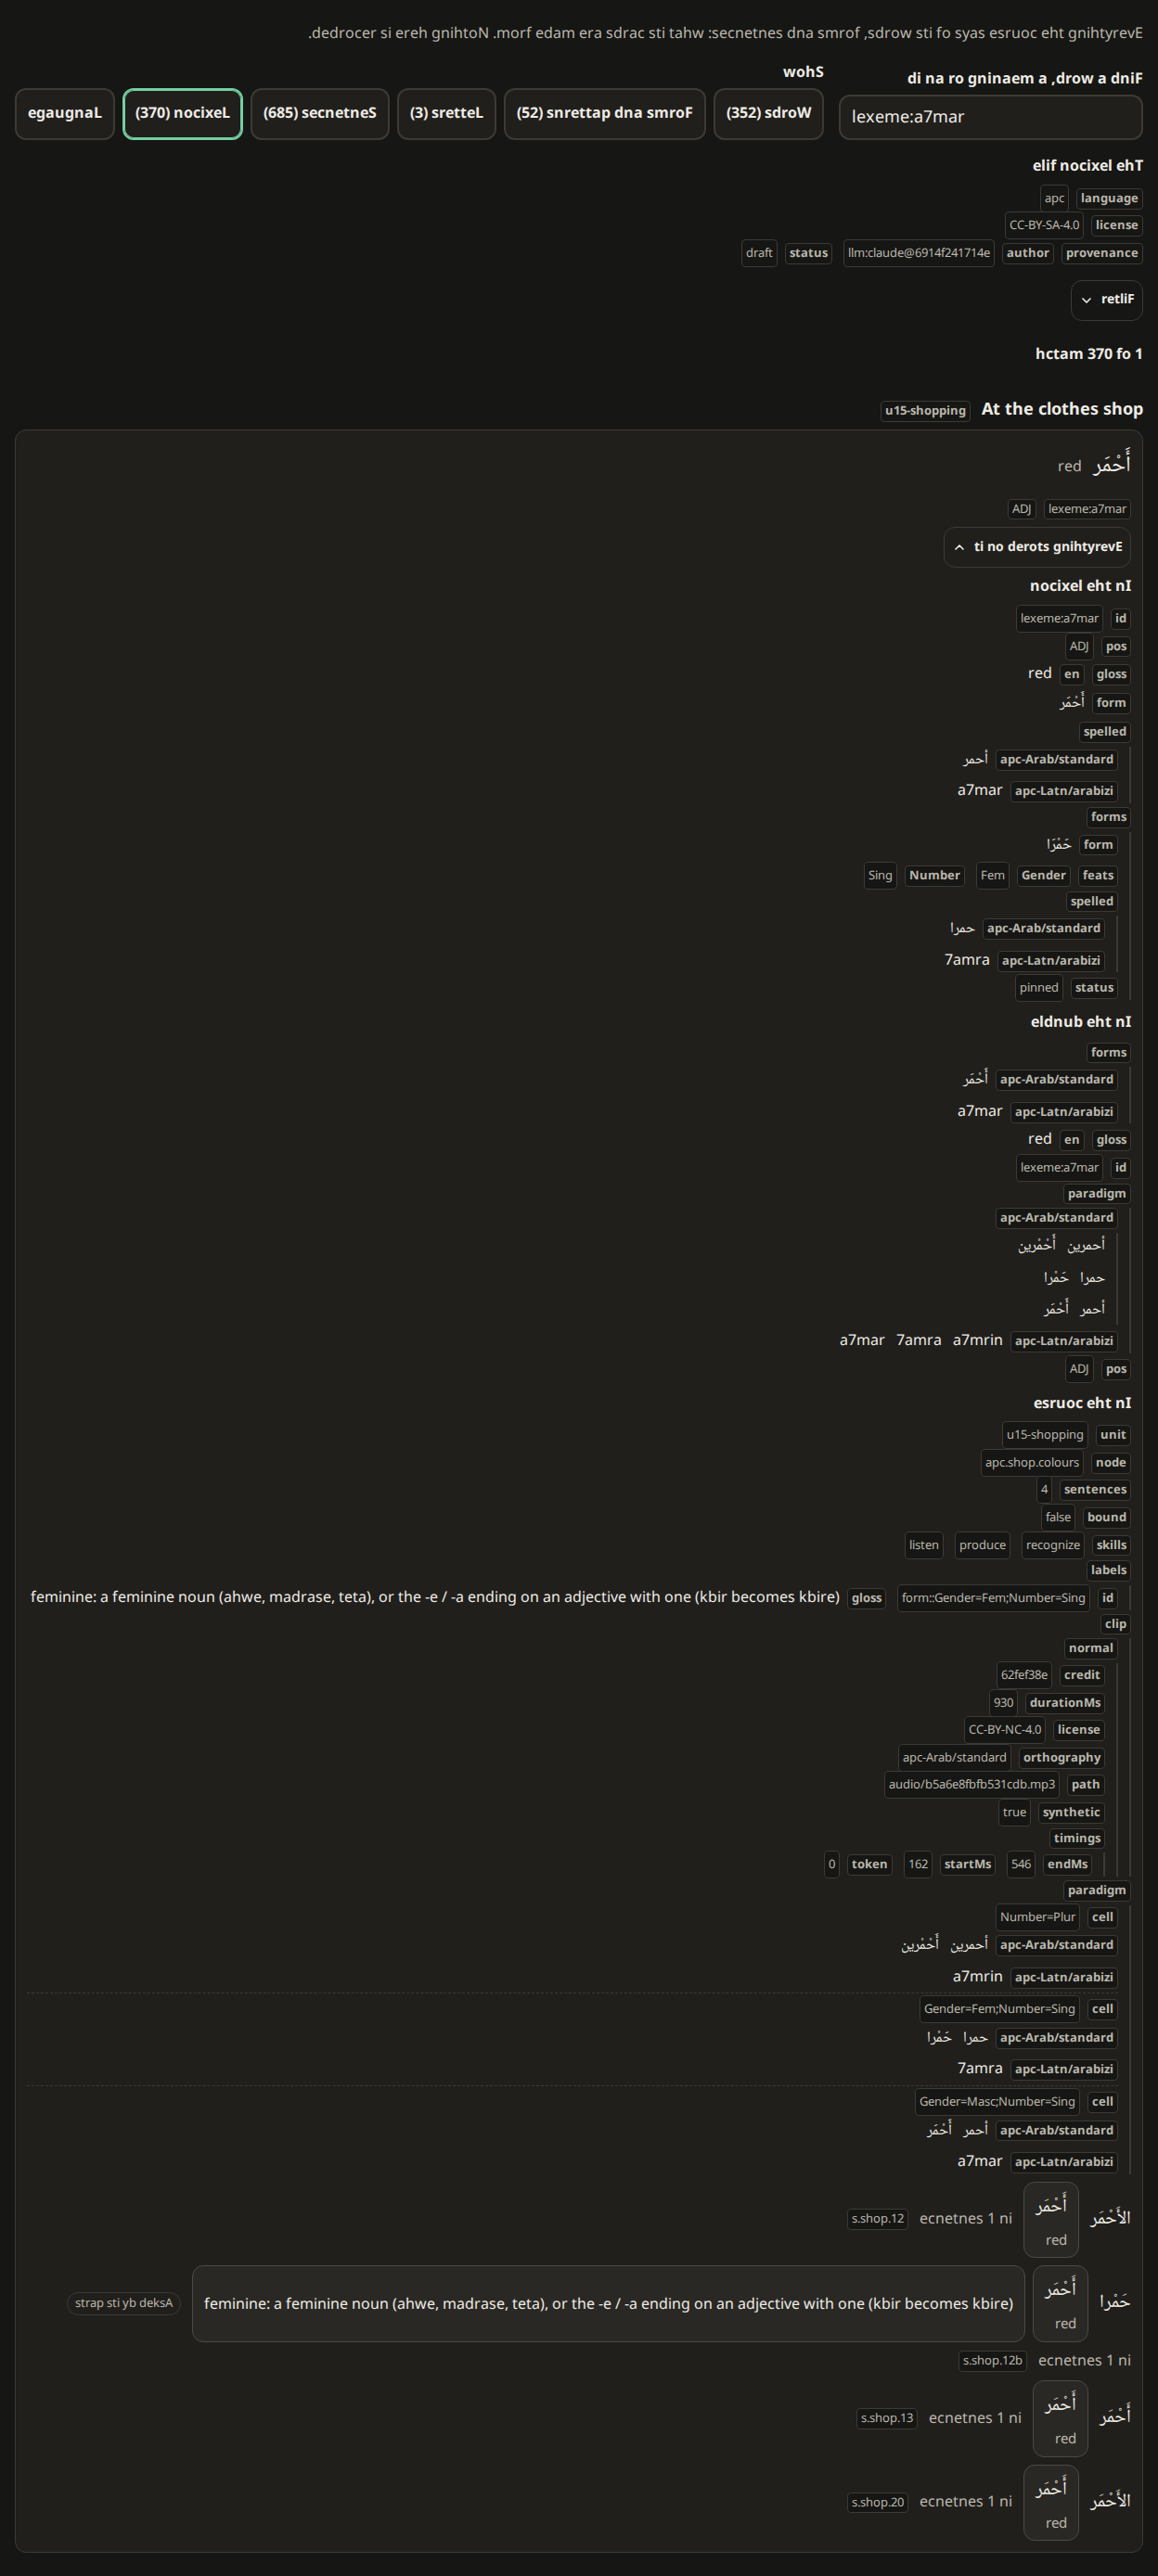 .dedrocer si ereh gnihtoN .mrof edam era sdrac sti tahw :secnetnes dna smrof ,sdrow sti fo syas esruoc eht gnihtyrevE
di na ro gninaem a ,drow a dniF
lexeme:a7mar
wohS
(352) sdroW
(52) snrettap dna smroF
(3) sretteL
(685) secnetneS
(370) nocixeL
egaugnaL
elif nocixel ehT
language apc
license CC-BY-SA-4.0
provenance author llm:claude@6914f241714e status draft
retliF
hctam 370 fo 1
At the clothes shop u15-shopping
أَحْمَر red
lexeme:a7mar ADJ
ti no derots gnihtyrevE
nocixel eht nI
id lexeme:a7mar
pos ADJ
gloss en red
form أَحْمَر
spelled
apc-Arab/standard أحمر
apc-Latn/arabizi a7mar
forms
form حَمْرَا
feats Gender Fem Number Sing
spelled
apc-Arab/standard حمرا
apc-Latn/arabizi 7amra
status pinned
eldnub eht nI
forms
apc-Arab/standard أَحْمَر
apc-Latn/arabizi a7mar
gloss en red
id lexeme:a7mar
paradigm
apc-Arab/standard
أحمرين أَحْمْرين
حمرا حَمْرا
أحمر أَحْمَر
apc-Latn/arabizi a7mar 7amra a7mrin
pos ADJ
esruoc eht nI
unit u15-shopping
node apc.shop.colours
sentences 4
bound false
skills recognize produce listen
labels
id form::Gender=Fem;Number=Sing gloss feminine: a feminine noun (ahwe, madrase, teta), or the -e / -a ending on an adjective with one (kbir becomes kbire)
clip
normal
credit 62fef38e
durationMs 930
license CC-BY-NC-4.0
orthography apc-Arab/standard
path audio/b5a6e8fbfb531cdb.mp3
synthetic true
timings
endMs 546 startMs 162 token 0
paradigm
cell Number=Plur
apc-Arab/standard أحمرين أَحْمْرين
apc-Latn/arabizi a7mrin
cell Gender=Fem;Number=Sing
apc-Arab/standard حمرا حَمْرا
apc-Latn/arabizi 7amra
cell Gender=Masc;Number=Sing
apc-Arab/standard أحمر أَحْمَر
apc-Latn/arabizi a7mar
الأَحْمَر أَحْمَر red ecnetnes 1 ni s.shop.12
حَمْرا أَحْمَر red feminine: a feminine noun (ahwe, madrase, teta), or the -e / -a ending on an adjective with one (kbir becomes kbire) strap sti yb deksA
ecnetnes 1 ni s.shop.12b
أَحْمَر أَحْمَر red ecnetnes 1 ni s.shop.13
الأَحْمَر أَحْمَر red ecnetnes 1 ni s.shop.20